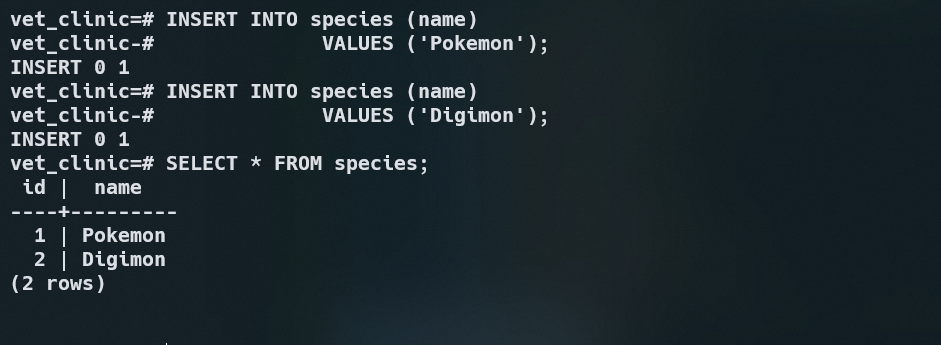 vet_clinic=# INSERT INTO species (name)
vet_clinic-#              VALUES ('Pokemon');
INSERT 0 1
vet_clinic=# INSERT INTO species (name)
vet_clinic-#              VALUES ('Digimon');
INSERT 0 1
vet_clinic=# SELECT * FROM species;
 id |  name
----+---------
  1 | Pokemon
  2 | Digimon
(2 rows)